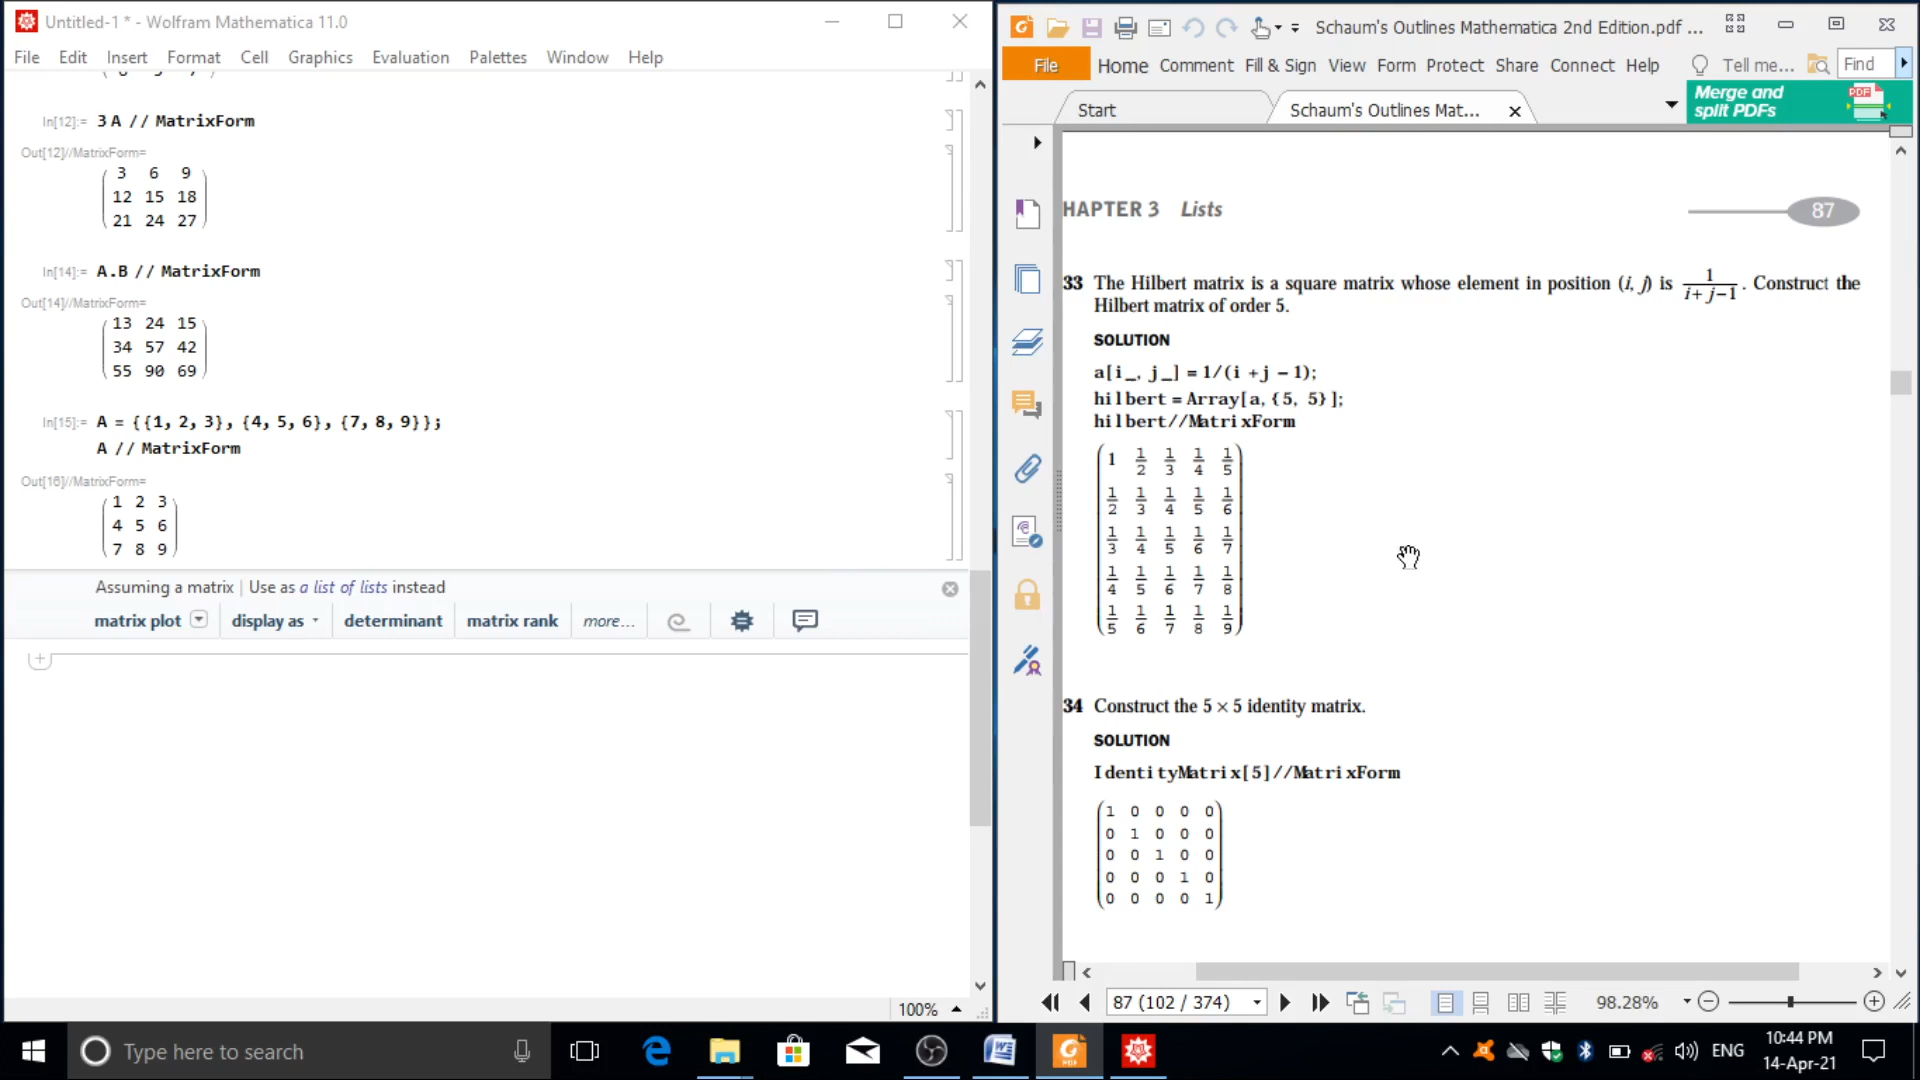 Untitled-1 * - Wolfram Mathematica 11.0
File Edit Insert Format Cell Graphics Evaluation Palettes Window Help
In[12]:= 3 A // MatrixForm
Out[12]//MatrixForm=
3 6 9
12 15 18
21 24 27
In[14]:= A.B // MatrixForm
Out[14]//MatrixForm=
13 24 15
34 57 42
55 90 69
In[15]:= A = {{1, 2, 3}, {4, 5, 6}, {7, 8, 9}};
A // MatrixForm
Out[16]//MatrixForm=
1 2 3
4 5 6
7 8 9
Assuming a matrix | Use as a list of lists instead
matrix plot display as determinant matrix rank more...
100%
Schaum's Outlines Mathematica 2nd Edition.pdf ...
File Home Comment Fill & Sign View Form Protect Share Connect Help Tell me... Find
Start Schaum's Outlines Mat...
Merge and
split PDFs
PDF
HAPTER 3 Lists 87
33 The Hilbert matrix is a square matrix whose element in position (i, j) is 1/(i+ j−1). Construct the
Hilbert matrix of order 5.
SOLUTION
a[i_, j_] = 1/(i + j − 1);
hilbert = Array[a, {5, 5}];
hilbert//MatrixForm
1 1/2 1/3 1/4 1/5
1/2 1/3 1/4 1/5 1/6
1/3 1/4 1/5 1/6 1/7
1/4 1/5 1/6 1/7 1/8
1/5 1/6 1/7 1/8 1/9
34 Construct the 5 × 5 identity matrix.
SOLUTION
IdentityMatrix[5]//MatrixForm
1 0 0 0 0
0 1 0 0 0
0 0 1 0 0
0 0 0 1 0
0 0 0 0 1
87 (102 / 374) 98.28%
Type here to search
ENG
10:44 PM
14-Apr-21